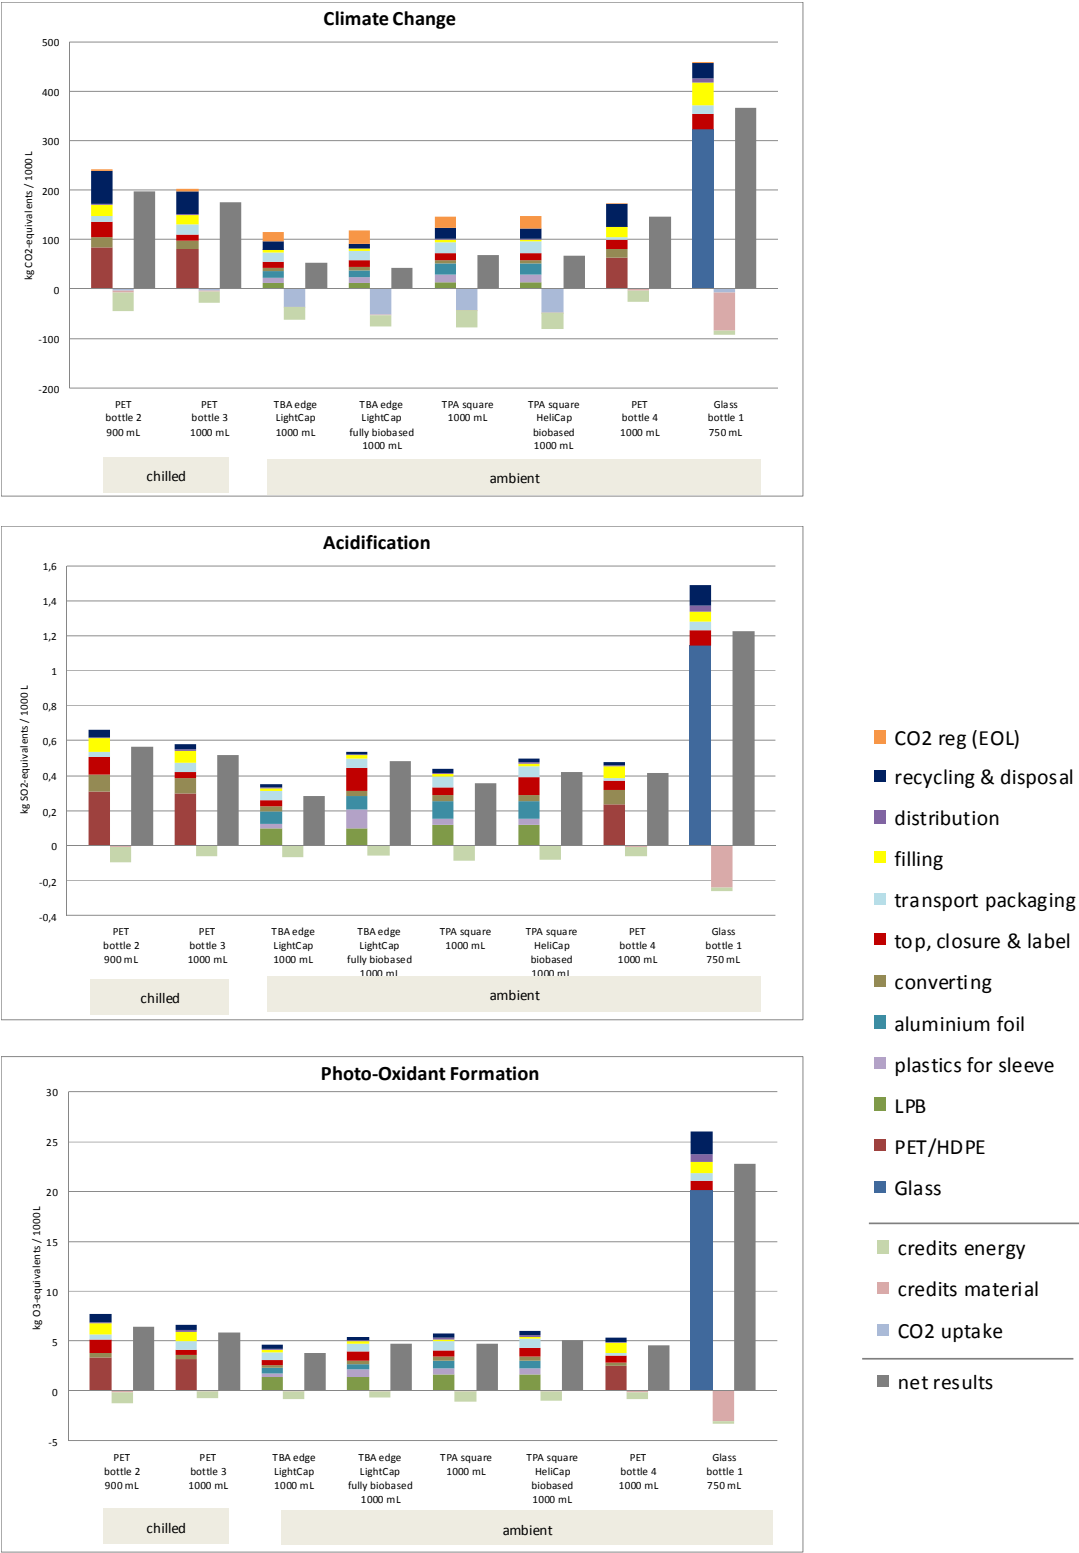 Climate Change
500
400
300
200
100
0
-100
-200
kg CO2-equivalents / 1000 L
PET
bottle 2
900 mL
PET
bottle 3
1000 mL
TBA edge
LightCap
1000 mL
TBA edge
LightCap
fully biobased
1000 mL
TPA square
1000 mL
TPA square
HeliCap
biobased
1000 mL
PET
bottle 4
1000 mL
Glass
bottle 1
750 mL
chilled
ambient
Acidification
1,6
1,4
1,2
1
0,8
0,6
0,4
0,2
0
-0,2
-0,4
kg SO2-equivalents / 1000 L
PET
bottle 2
900 mL
PET
bottle 3
1000 mL
TBA edge
LightCap
1000 mL
TBA edge
LightCap
fully biobased
1000 mL
TPA square
1000 mL
TPA square
HeliCap
biobased
1000 mL
PET
bottle 4
1000 mL
Glass
bottle 1
750 mL
chilled
ambient
Photo-Oxidant Formation
30
25
20
15
10
5
0
-5
kg O3-equivalents / 1000 L
PET
bottle 2
900 mL
PET
bottle 3
1000 mL
TBA edge
LightCap
1000 mL
TBA edge
LightCap
fully biobased
1000 mL
TPA square
1000 mL
TPA square
HeliCap
biobased
1000 mL
PET
bottle 4
1000 mL
Glass
bottle 1
750 mL
chilled
ambient
CO2 reg (EOL)
recycling & disposal
distribution
filling
transport packaging
top, closure & label
converting
aluminium foil
plastics for sleeve
LPB
PET/HDPE
Glass
credits energy
credits material
CO2 uptake
net results